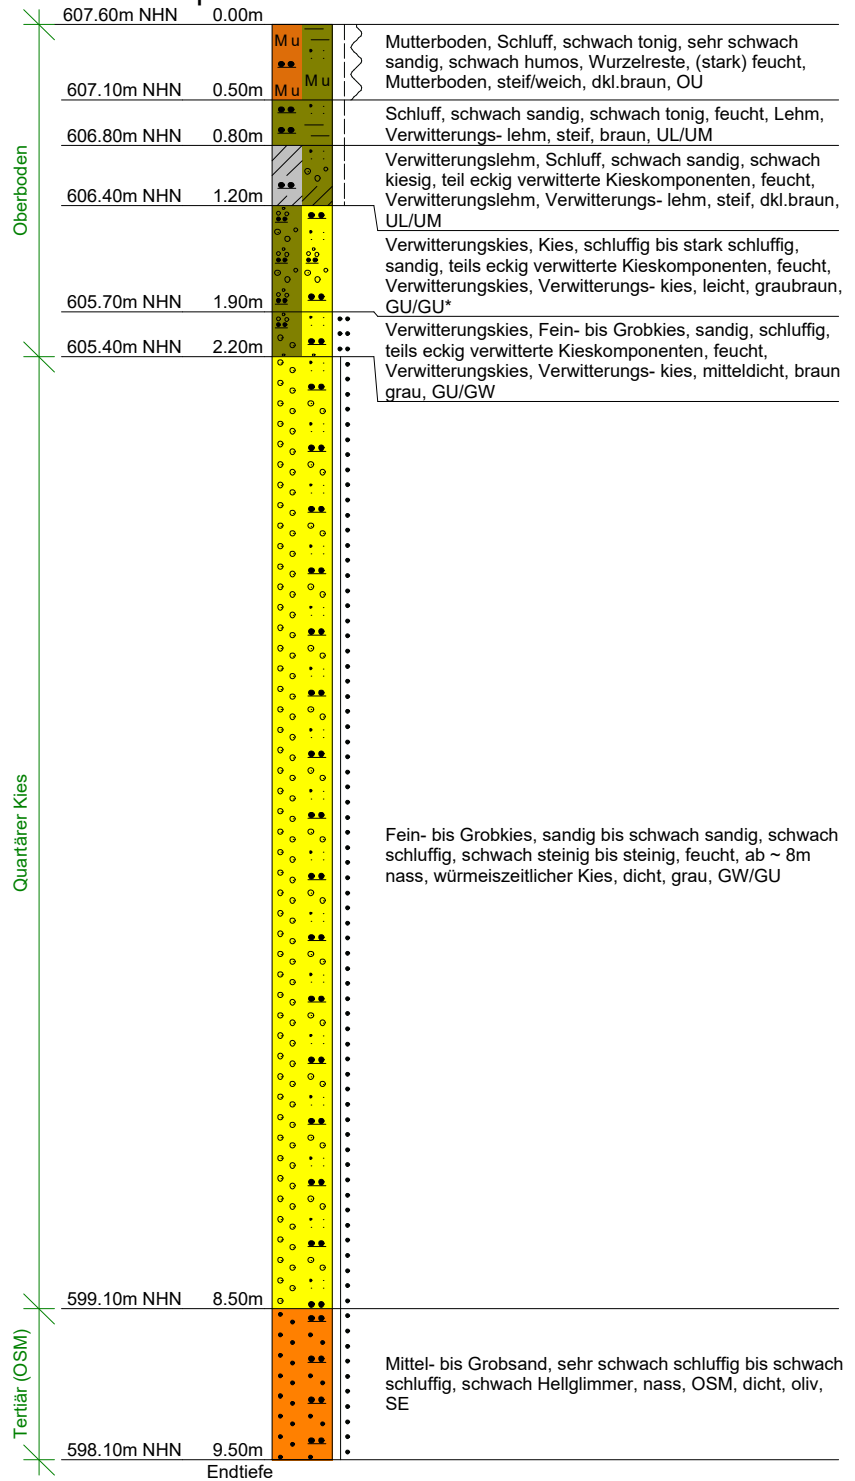 607.60m NHN 0.00m
Mu
Mu
Mu
Mutterboden, Schluff, schwach tonig, sehr schwach
sandig, schwach humos, Wurzelreste, (stark) feucht,
Mutterboden, steif/weich, dkl.braun, OU
607.10m NHN 0.50m
Schluff, schwach sandig, schwach tonig, feucht, Lehm,
Verwitterungs- lehm, steif, braun, UL/UM
606.80m NHN 0.80m
Verwitterungslehm, Schluff, schwach sandig, schwach
kiesig, teil eckig verwitterte Kieskomponenten, feucht,
Verwitterungslehm, Verwitterungs- lehm, steif, dkl.braun,
UL/UM
606.40m NHN 1.20m
Oberboden
Verwitterungskies, Kies, schluffig bis stark schluffig,
sandig, teils eckig verwitterte Kieskomponenten, feucht,
Verwitterungskies, Verwitterungs- kies, leicht, graubraun,
GU/GU*
605.70m NHN 1.90m
Verwitterungskies, Fein- bis Grobkies, sandig, schluffig,
teils eckig verwitterte Kieskomponenten, feucht,
Verwitterungskies, Verwitterungs- kies, mitteldicht, braun
grau, GU/GW
605.40m NHN 2.20m
Quartärer Kies
Fein- bis Grobkies, sandig bis schwach sandig, schwach
schluffig, schwach steinig bis steinig, feucht, ab ~ 8m
nass, würmeiszeitlicher Kies, dicht, grau, GW/GU
599.10m NHN 8.50m
Tertiär (OSM)
Mittel- bis Grobsand, sehr schwach schluffig bis schwach
schluffig, schwach Hellglimmer, nass, OSM, dicht, oliv,
SE
598.10m NHN 9.50m
Endtiefe